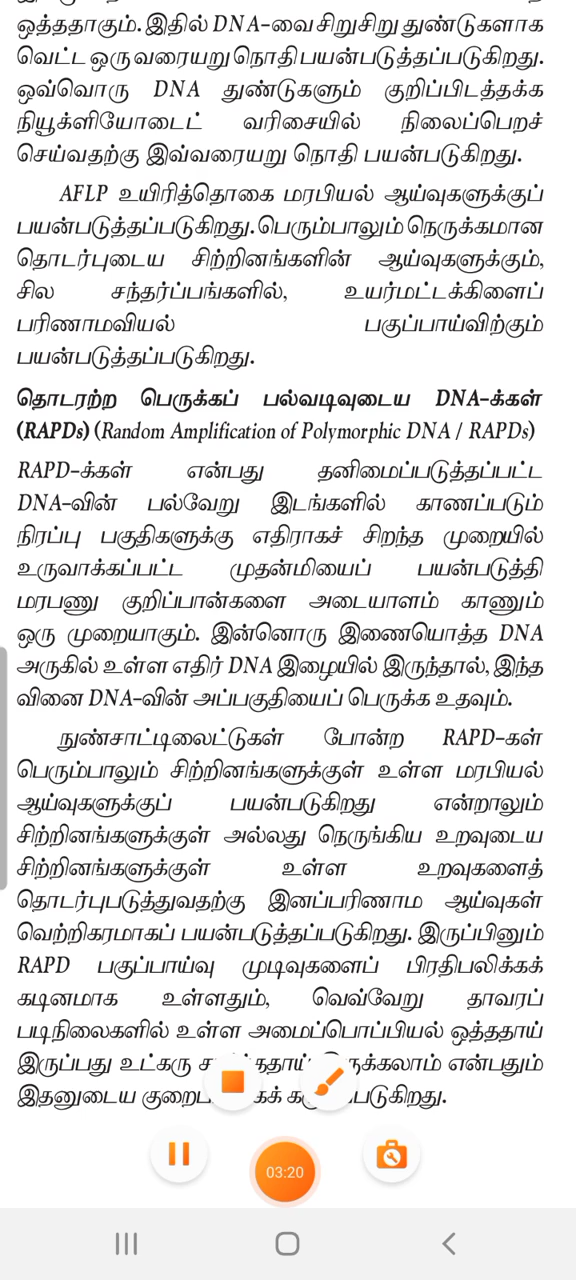 ஒத்ததாகும். இதில் DNA-வை சிறுசிறு துண்டுகளாக
வெட்ட ஒரு வரையறு நொதி பயன்படுத்தப்படுகிறது.
ஒவ்வொரு DNA துண்டுகளும் குறிப்பிடத்தக்க
நியூக்ளியோடைட் வரிசையில் நிலைப்பெறச்
செய்வதற்கு இவ்வரையறு நொதி பயன்படுகிறது.
AFLP உயிரித்தொகை மரபியல் ஆய்வுகளுக்குப்
பயன்படுத்தப்படுகிறது. பெரும்பாலும் நெருக்கமான
தொடர்புடைய சிற்றினங்களின் ஆய்வுகளுக்கும்,
சில சந்தர்ப்பங்களில், உயர்மட்டக்கிளைப்
பரிணாமவியல் பகுப்பாய்விற்கும்
பயன்படுத்தப்படுகிறது.
தொடரற்ற பெருக்கப் பல்வடிவுடைய DNA-க்கள்
(RAPDs) (Random Amplification of Polymorphic DNA / RAPDs)
RAPD-க்கள் என்பது தனிமைப்படுத்தப்பட்ட
DNA-வின் பல்வேறு இடங்களில் காணப்படும்
நிரப்பு பகுதிகளுக்கு எதிராகச் சிறந்த முறையில்
உருவாக்கப்பட்ட முதன்மியைப் பயன்படுத்தி
மரபணு குறிப்பான்களை அடையாளம் காணும்
ஒரு முறையாகும். இன்னொரு இணையொத்த DNA
அருகில் உள்ள எதிர் DNA இழையில் இருந்தால், இந்த
வினை DNA-வின் அப்பகுதியைப் பெருக்க உதவும்.
நுண்சாட்டிலைட்டுகள் போன்ற RAPD-கள்
பெரும்பாலும் சிற்றினங்களுக்குள் உள்ள மரபியல்
ஆய்வுகளுக்குப் பயன்படுகிறது என்றாலும்
சிற்றினங்களுக்குள் அல்லது நெருங்கிய உறவுடைய
சிற்றினங்களுக்குள் உள்ள உறவுகளைத்
தொடர்புபடுத்துவதற்கு இனப்பரிணாம ஆய்வுகள்
வெற்றிகரமாகப் பயன்படுத்தப்படுகிறது. இருப்பினும்
RAPD பகுப்பாய்வு முடிவுகளைப் பிரதிபலிக்கக்
கடினமாக உள்ளதும், வெவ்வேறு தாவரப்
படிநிலைகளில் உள்ள அமைப்பொப்பியல் ஒத்ததாய்
இருப்பது உட்கரு என்பதும்
இதனுடைய
03:20